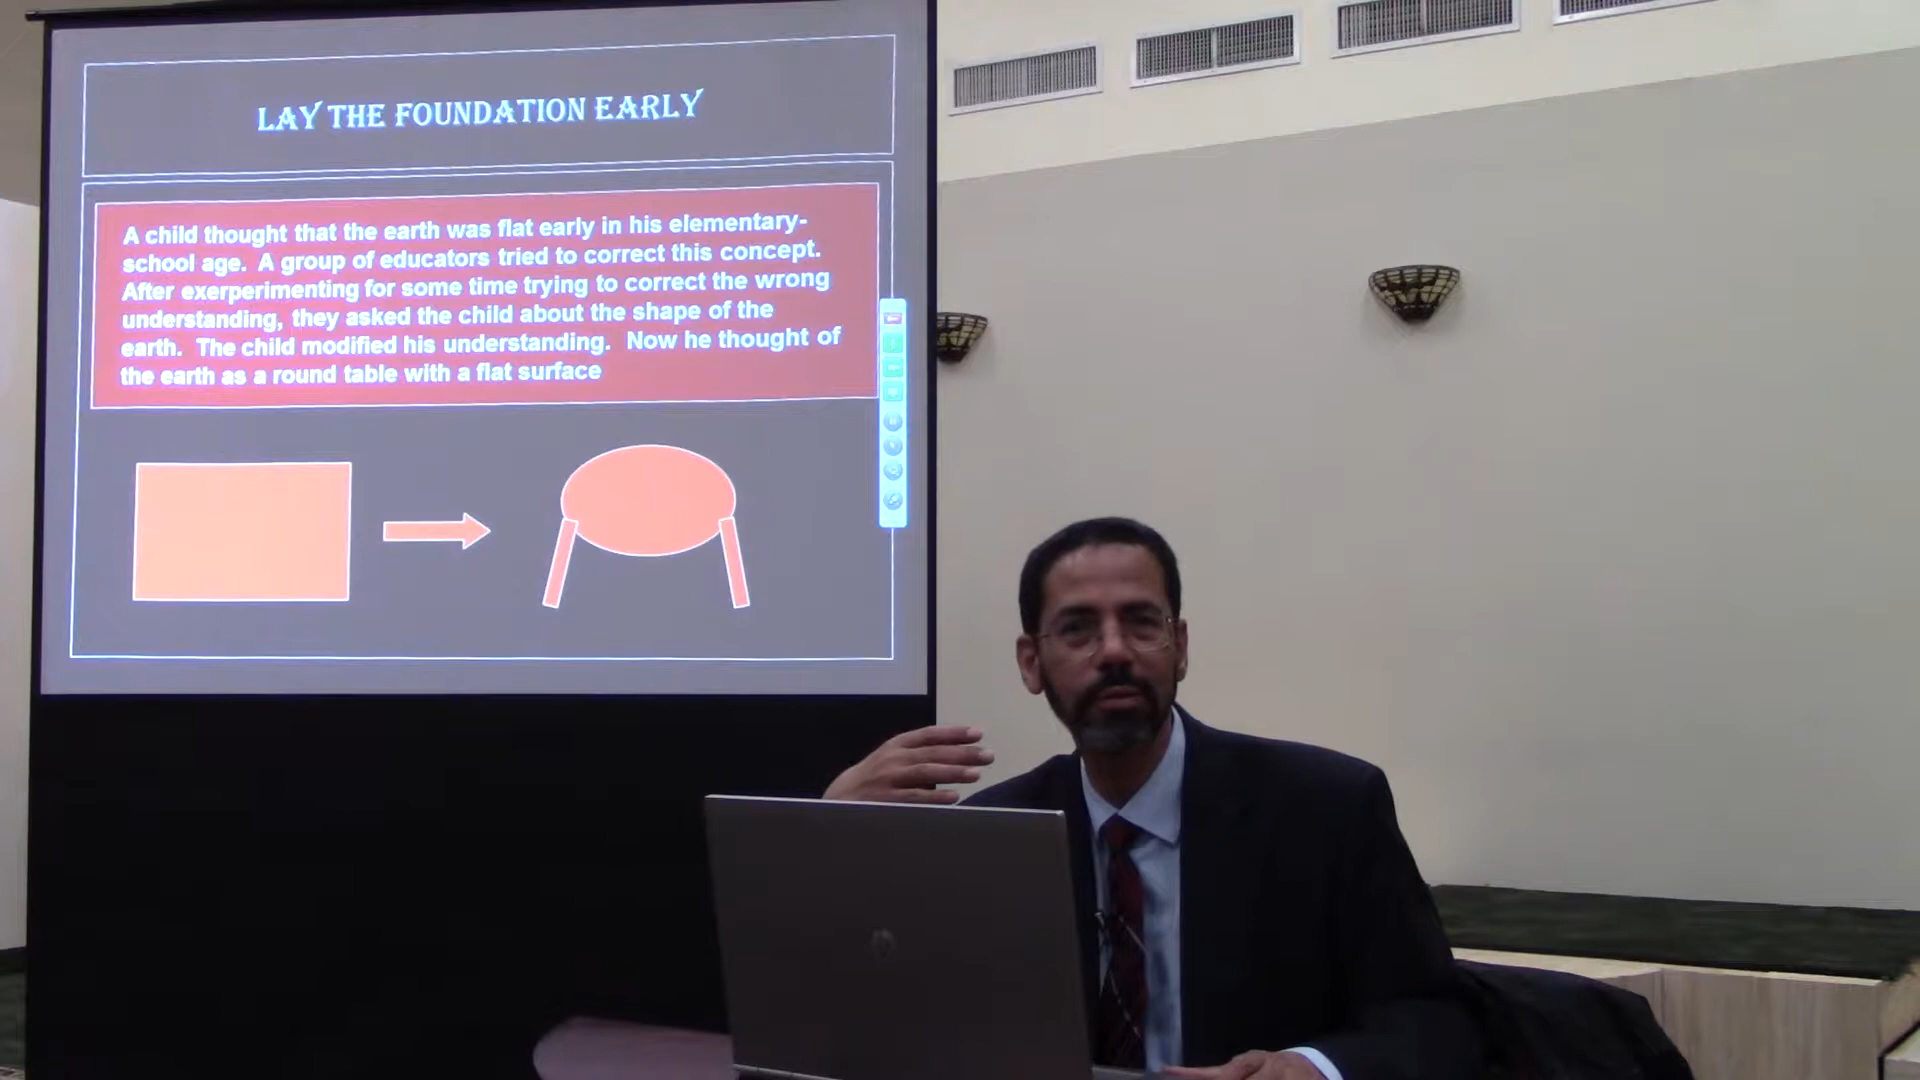 LAY THE FOUNDATION EARLY
A child thought that the earth was flat early in his elementary-
school age. A group of educators tried to correct this concept.
After exerperimenting for some time trying to correct the wrong
understanding, they asked the child about the shape of the
earth. The child modified his understanding. Now he thought of
the earth as a round table with a flat surface